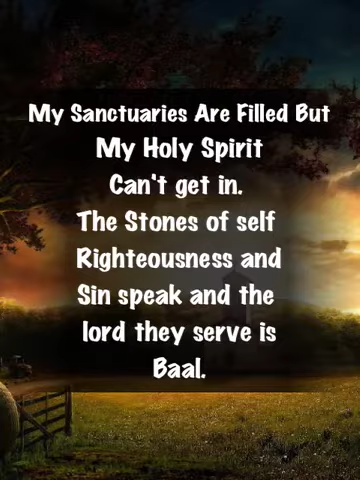 My Sanctuaries Are Filled But
My Holy Spirit
Can't get in.
The Stones of self
Righteousness and
Sin speak and the
lord they serve is
Baal.